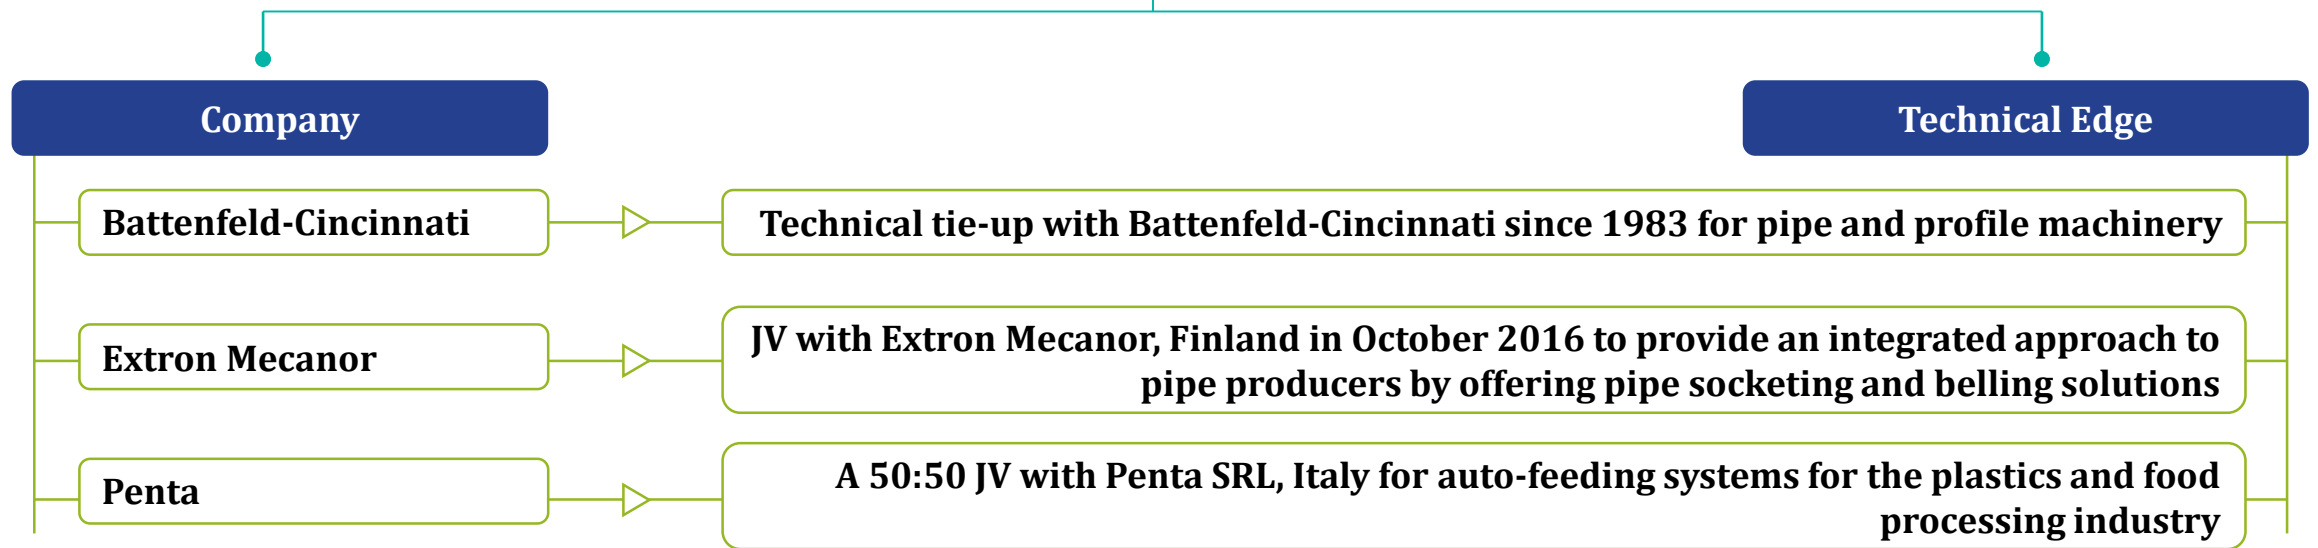 Company
Technical Edge
Battenfeld-Cincinnati
Technical tie-up with Battenfeld-Cincinnati since 1983 for pipe and profile machinery
Extron Mecanor
JV with Extron Mecanor, Finland in October 2016 to provide an integrated approach to
pipe producers by offering pipe socketing and belling solutions
Penta
A 50:50 JV with Penta SRL, Italy for auto-feeding systems for the plastics and food
processing industry